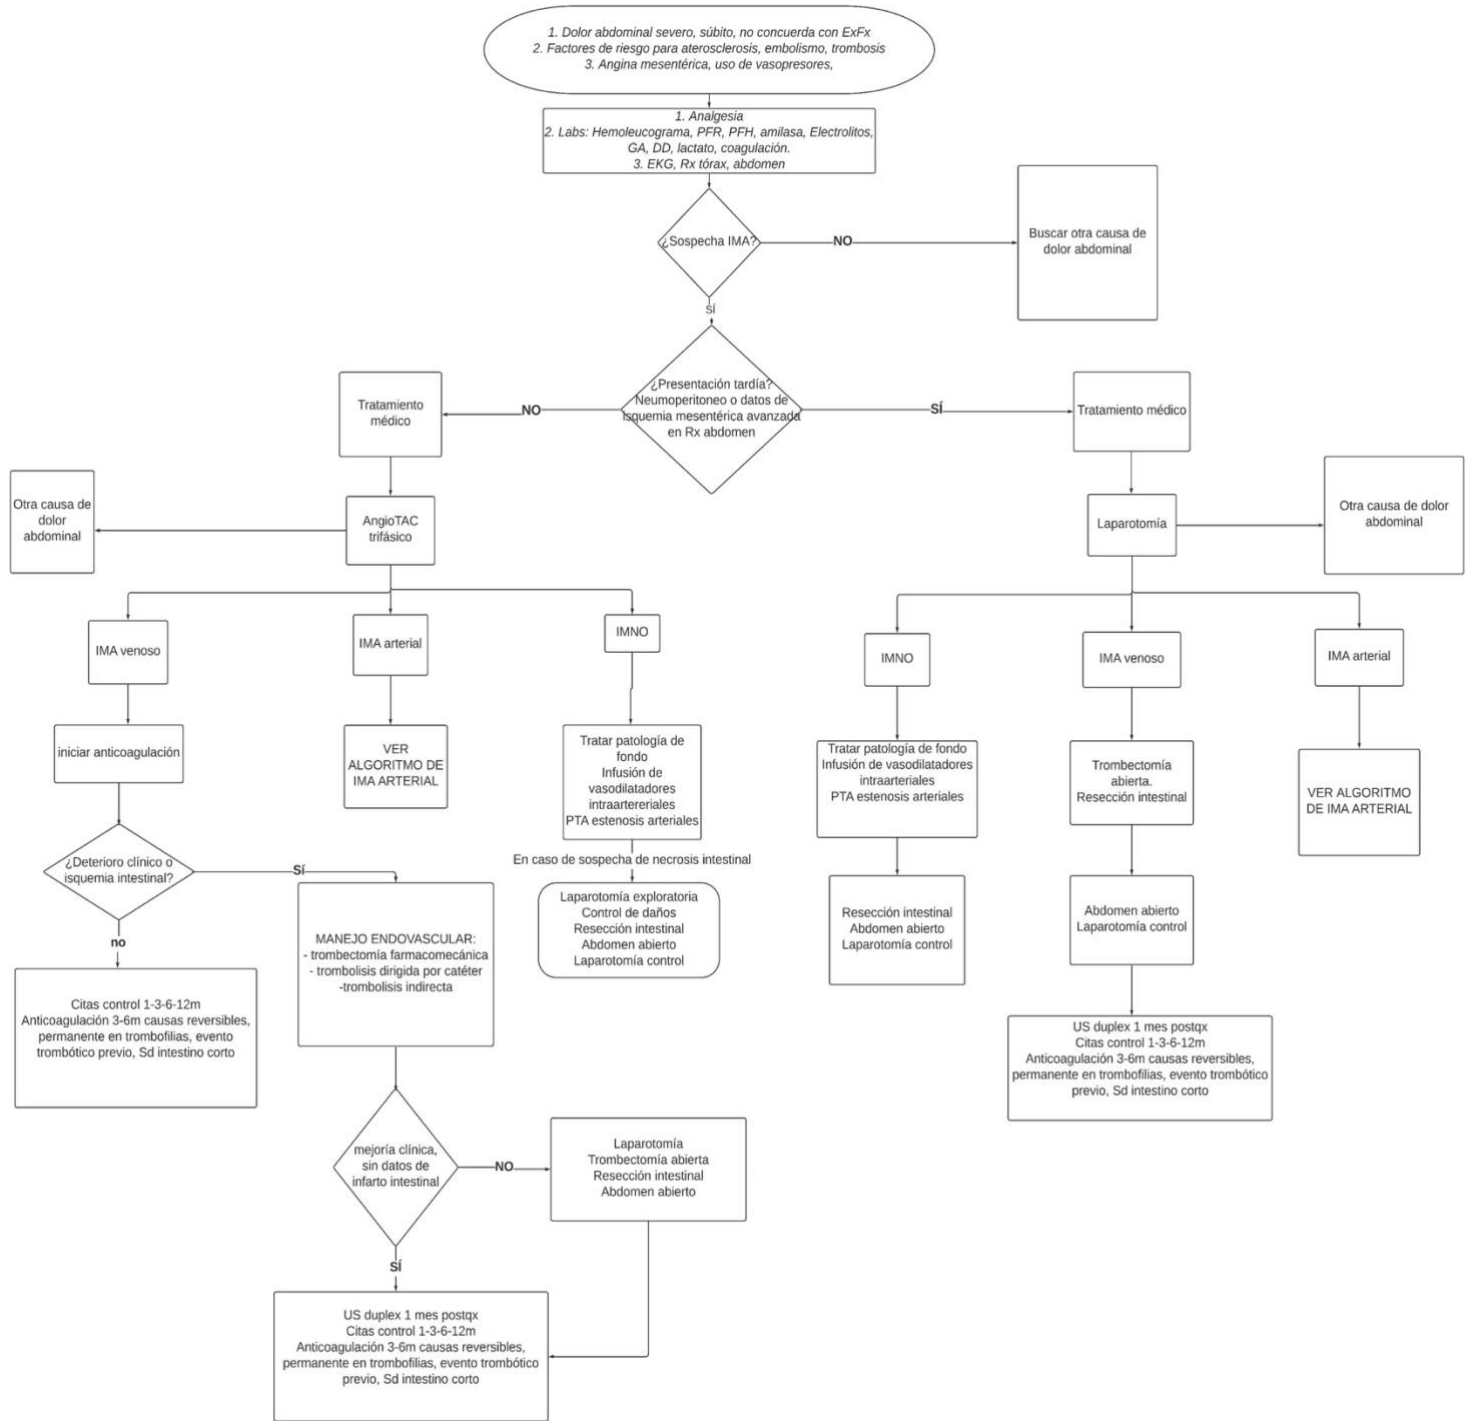 1. Dolor abdominal severo, súbito, no concuerda con ExFx
2. Factores de riesgo para aterosclerosis, embolismo, trombosis
3. Angina mesentérica, uso de vasopresores,
1. Analgesia
2. Labs: Hemoleucograma, PFR, PFH, amilasa, Electrolitos,
GA, DD, lactato, coagulación.
3. EKG, Rx tórax, abdomen
¿Sospecha IMA?
NO
Buscar otra causa de
dolor abdominal
SÍ
¿Presentación tardía?
Neumoperitoneo o datos de
isquemia mesentérica avanzada
en Rx abdomen
NO
Tratamiento
médico
SÍ
Tratamiento médico
Otra causa de
dolor
abdominal
AngioTAC
trifásico
Laparotomía
Otra causa de dolor
abdominal
IMA venoso
IMA arterial
IMNO
IMNO
IMA venoso
IMA arterial
iniciar anticoagulación
VER
ALGORITMO DE
IMA ARTERIAL
Tratar patología de
fondo
Infusión de
vasodilatadores
intraartereriales
PTA estenosis arteriales
Tratar patología de fondo
Infusión de vasodilatadores
intraarteriales
PTA estenosis arteriales
Trombectomía
abierta.
Resección intestinal
VER ALGORITMO
DE IMA ARTERIAL
¿Deterioro clínico o
isquemia intestinal?
SÍ
En caso de sospecha de necrosis intestinal
Laparotomía exploratoria
Control de daños
Resección intestinal
Abdomen abierto
Laparotomía control
Resección intestinal
Abdomen abierto
Laparotomía control
Abdomen abierto
Laparotomía control
no
MANEJO ENDOVASCULAR:
- trombectomía farmacomecánica
- trombolisis dirigida por catéter
-trombolisis indirecta
Citas control 1-3-6-12m
Anticoagulación 3-6m causas reversibles,
permanente en trombofilias, evento
trombótico previo, Sd intestino corto
US duplex 1 mes postqx
Citas control 1-3-6-12m
Anticoagulación 3-6m causas reversibles,
permanente en trombofilias, evento trombótico
previo, Sd intestino corto
mejoría clínica,
sin datos de
infarto intestinal
NO
Laparotomía
Trombectomía abierta
Resección intestinal
Abdomen abierto
SÍ
US duplex 1 mes postqx
Citas control 1-3-6-12m
Anticoagulación 3-6m causas reversibles,
permanente en trombofilias, evento trombótico
previo, Sd intestino corto